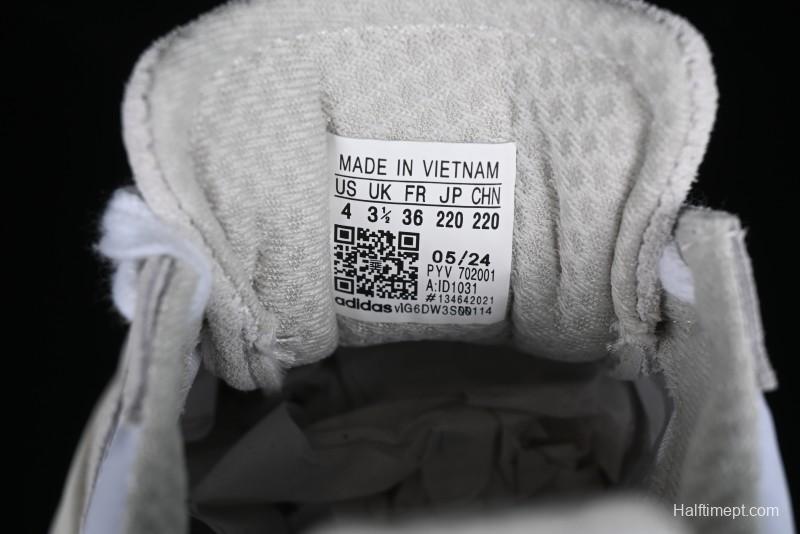 MADE IN VIETNAM
US UK FR JP CHN
4 3½ 36 220 220
05/24
PYV 702001
A:ID1031
#134642021
adidas
Halftimept.com